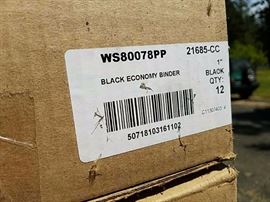 WS80078PP 21685-CC
1"
BLACK ECONOMY BINDER BLACK
QTY:
12
50718103161102